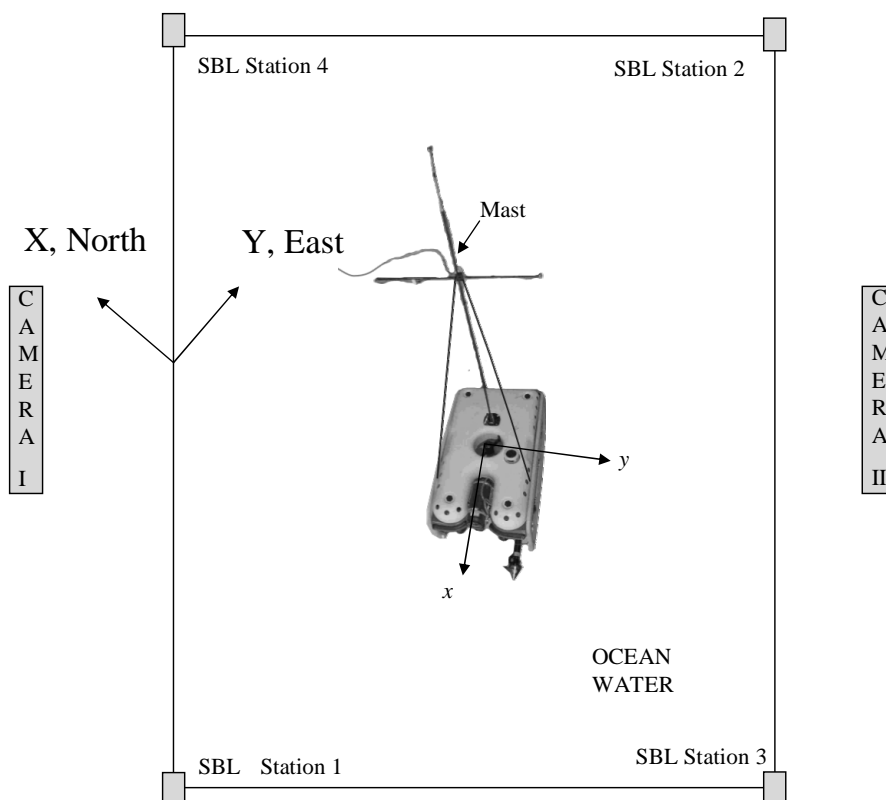 SBL Station 4
SBL Station 2
Mast
X, North
Y, East
C
A
M
E
R
A
I
C
A
M
E
R
A
II
y
x
OCEAN
WATER
SBL Station 1
SBL Station 3